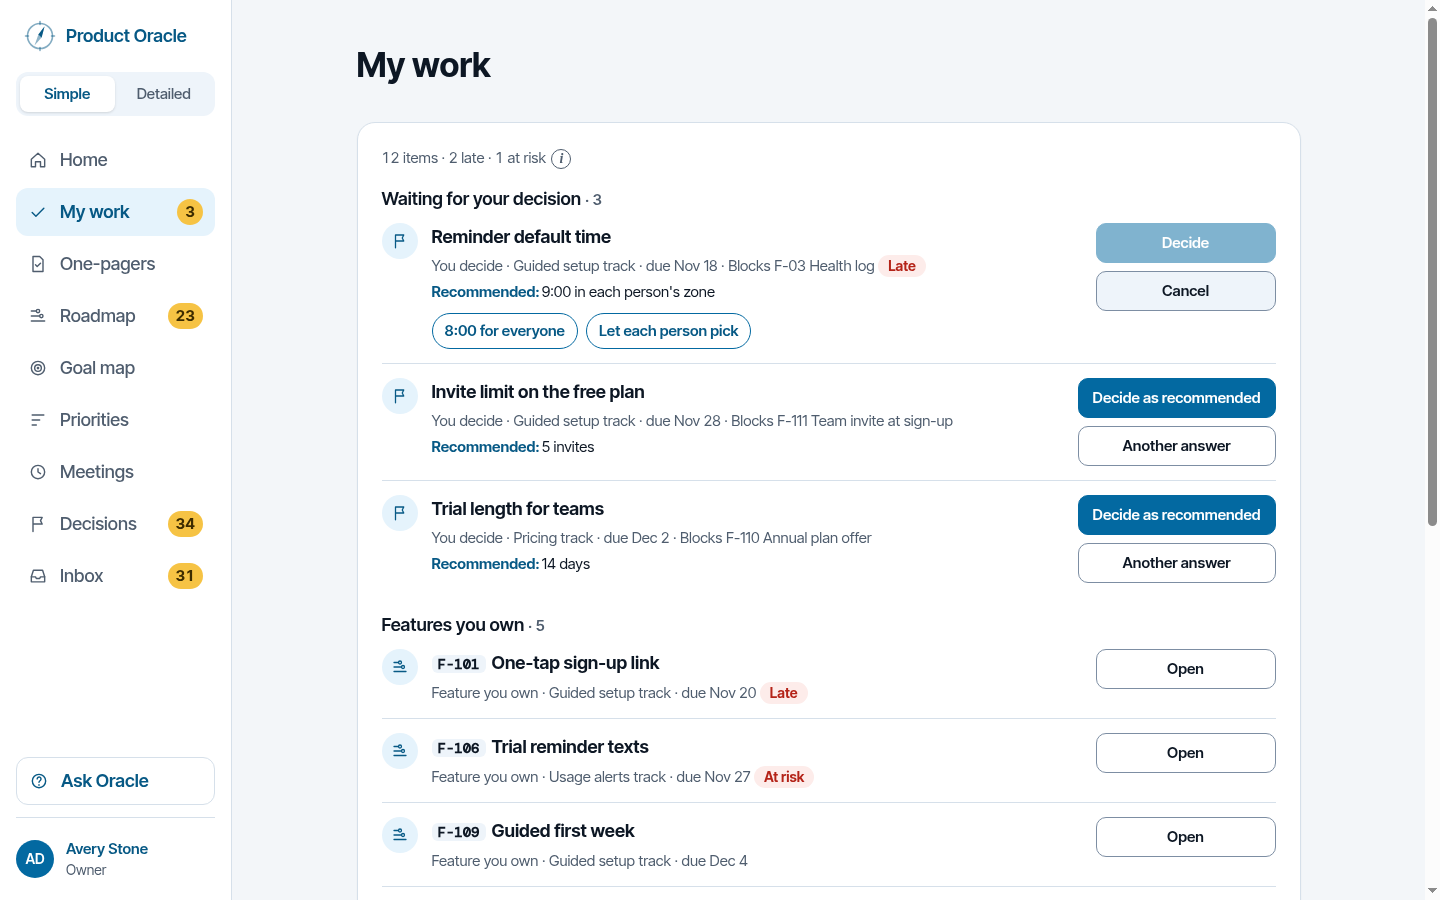 Product Oracle
Simple
Detailed
Home
My work
3
One-pagers
Roadmap
23
Goal map
Priorities
Meetings
Decisions
34
Inbox
31
Ask Oracle
AD
Avery Stone
Owner
My work
12 items · 2 late · 1 at risk i
Waiting for your decision · 3
Reminder default time
You decide · Guided setup track · due Nov 18 · Blocks F-03 Health log Late
Recommended: 9:00 in each person's zone
8:00 for everyone
Let each person pick
Decide
Cancel
Invite limit on the free plan
You decide · Guided setup track · due Nov 28 · Blocks F-111 Team invite at sign-up
Recommended: 5 invites
Decide as recommended
Another answer
Trial length for teams
You decide · Pricing track · due Dec 2 · Blocks F-110 Annual plan offer
Recommended: 14 days
Decide as recommended
Another answer
Features you own · 5
F-101 One-tap sign-up link
Feature you own · Guided setup track · due Nov 20 Late
Open
F-106 Trial reminder texts
Feature you own · Usage alerts track · due Nov 27 At risk
Open
F-109 Guided first week
Feature you own · Guided setup track · due Dec 4
Open